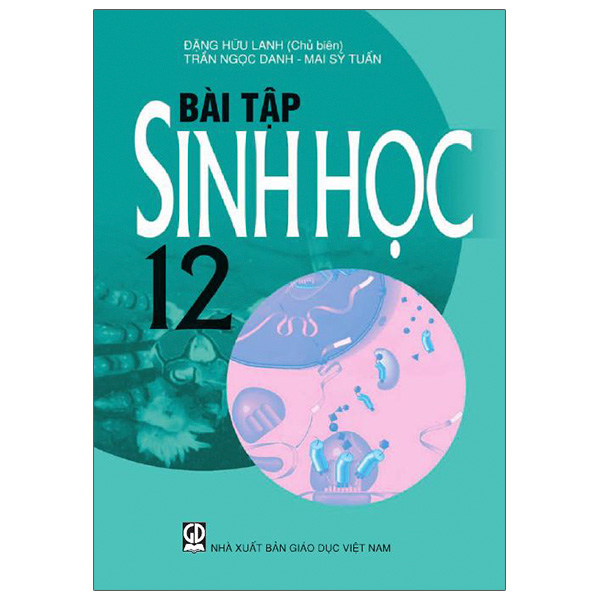 ĐẶNG HỮU LANH (Chủ biên)
TRẦN NGỌC DANH - MAI SỸ TUẤN
BÀI TẬP
SINH HỌC
12
GD
NHÀ XUẤT BẢN GIÁO DỤC VIỆT NAM